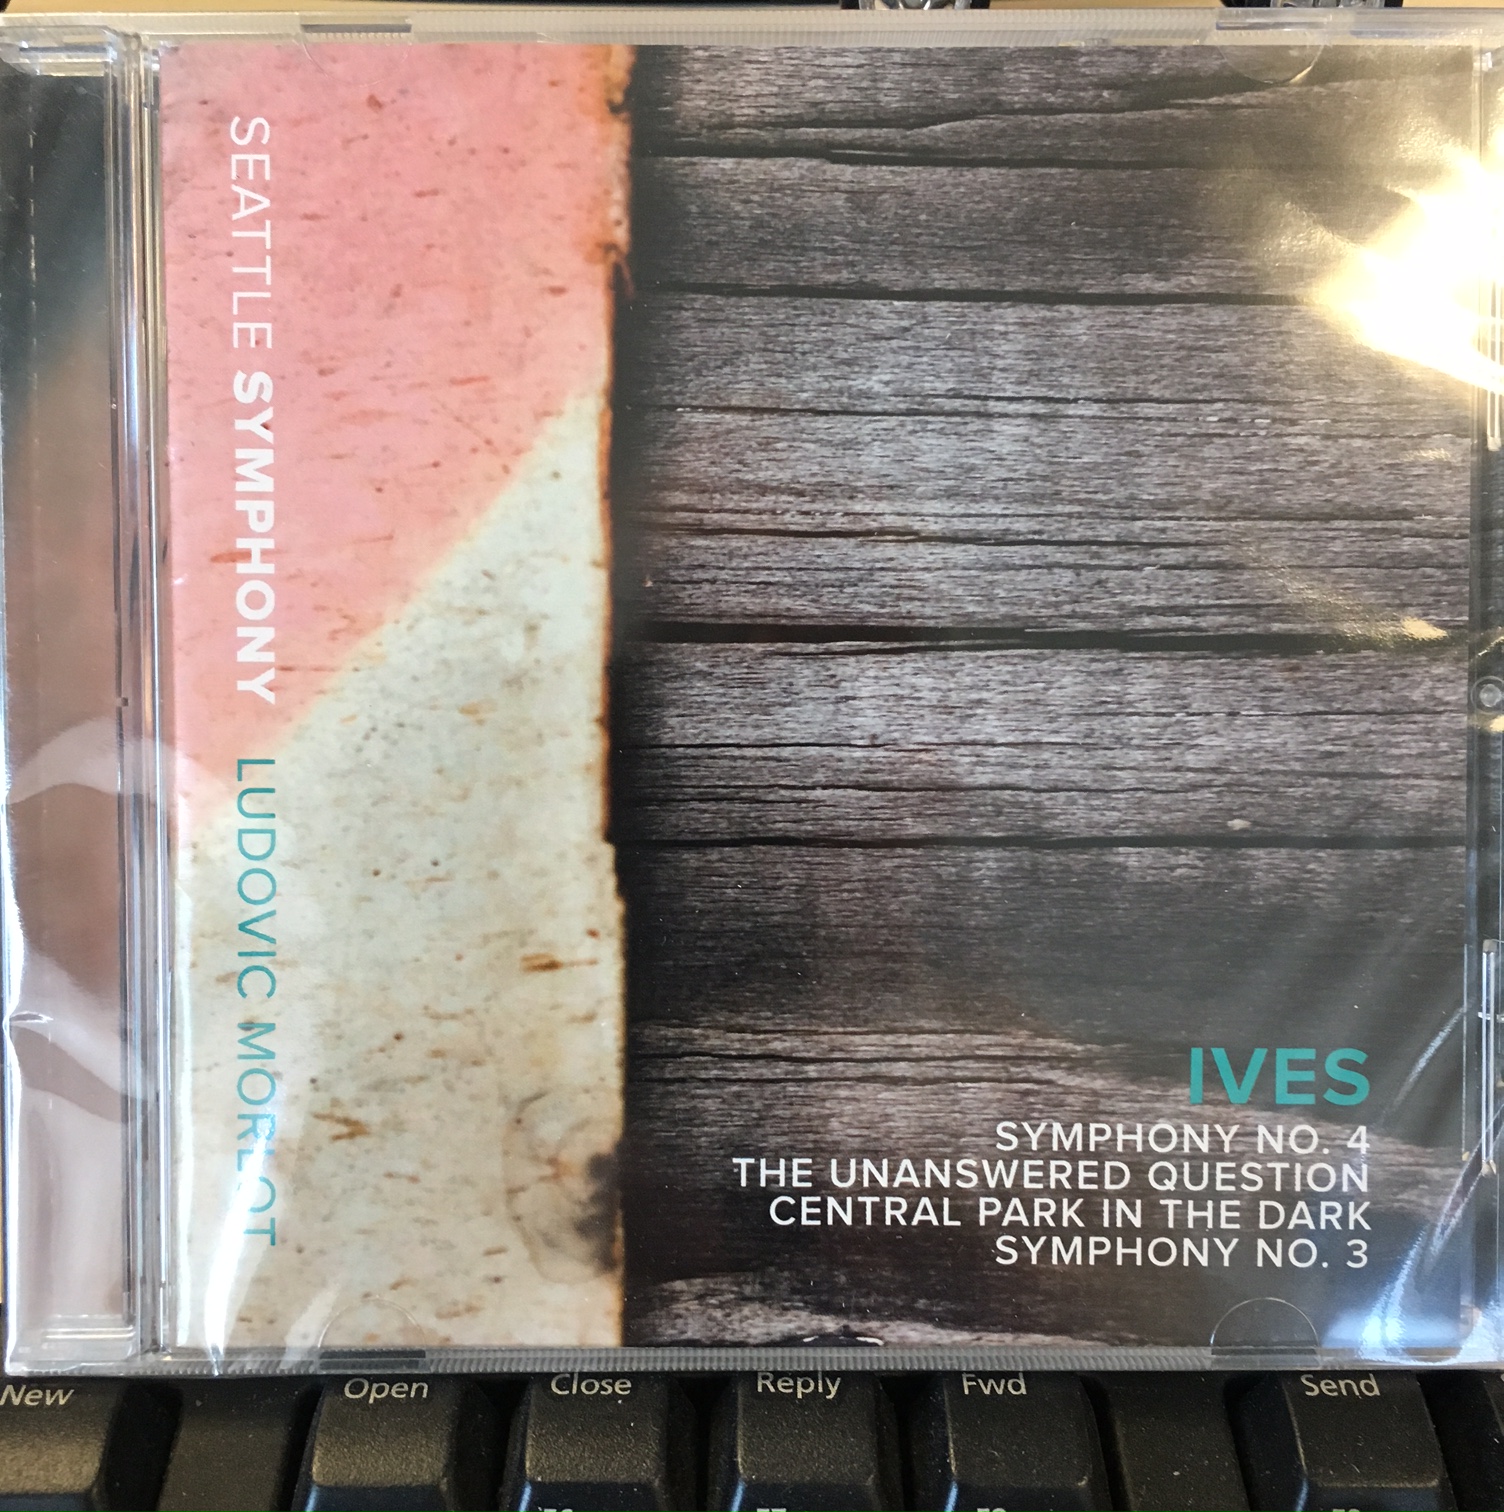 SEATTLE SYMPHONY LUDOVIC MORLOT
IVES
SYMPHONY NO. 4
THE UNANSWERED QUESTION
CENTRAL PARK IN THE DARK
SYMPHONY NO. 3
New Open Close Reply Fwd Send